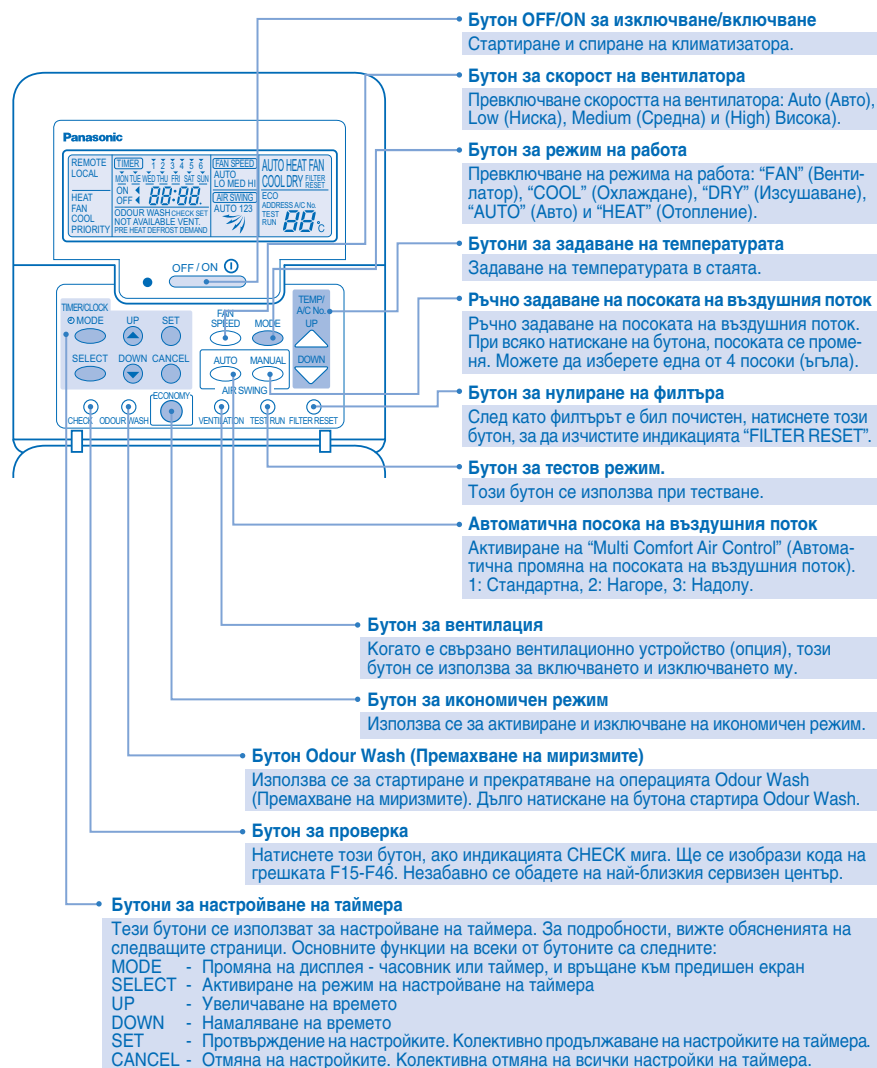 Бутон OFF/ON за изключване/включване
Стартиране и спиране на климатизатора.
Бутон за скорост на вентилатора
Превключване скоростта на вентилатора: Auto (Авто),
Low (Ниска), Medium (Средна) и (High) Висока).
Бутон за режим на работа
Превключване на режима на работа: “FAN” (Венти-
латор), “COOL” (Охлаждане), “DRY” (Изсушаване),
“AUTO” (Авто) и “HEAT” (Отопление).
Бутони за задаване на температурата
Задаване на температурата в стаята.
Ръчно задаване на посоката на въздушния поток
Ръчно задаване на посоката на въздушния поток.
При всяко натискане на бутона, посоката се проме-
ня. Можете да изберете една от 4 посоки (ъгъла).
Бутон за нулиране на филтъра
След като филтърът е бил почистен, натиснете този
бутон, за да изчистите индикацията “FILTER RESET”.
Бутон за тестов режим.
Този бутон се използва при тестване.
Автоматична посока на въздушния поток
Активиране на “Multi Comfort Air Control” (Автома-
тична промяна на посоката на въздушния поток).
1: Стандартна, 2: Нагоре, 3: Надолу.
Panasonic
REMOTE
LOCAL
HEAT
FAN
COOL
PRIORITY
TIMER 1 2 3 4 5 6
MON TUE WED THU FRI SAT SUN
ON
OFF 88:88.
ODOUR WASH CHECK SET
NOT AVAILABLE VENT.
PRE HEAT DEFROST DEMAND
FAN SPEED
AUTO
LO MED HI
AIR SWING
AUTO 123
AUTO HEAT FAN
COOL DRY FILTER RESET
ECO
ADDRESS A/C No.
TEST
RUN 88 °C
OFF / ON
TIMER/CLOCK
MODE UP SET
SELECT DOWN CANCEL
FAN
SPEED MODE
TEMP/
A/C No.
UP
DOWN
AUTO MANUAL
AIR SWING
ECONOMY
CHECK ODOUR WASH VENTILATION TEST RUN FILTER RESET
Бутон за вентилация
Когато е свързано вентилационно устройство (опция), този
бутон се използва за включването и изключването му.
Бутон за икономичен режим
Използва се за активиране и изключване на икономичен режим.
Бутон Odour Wash (Премахване на миризмите)
Използва се за стартиране и прекратяване на операцията Odour Wash
(Премахване на миризмите). Дълго натискане на бутона стартира Odour Wash.
Бутон за проверка
Натиснете този бутон, ако индикацията CHECK мига. Ще се изобрази кода на
грешката F15-F46. Незабавно се обадете на най-близкия сервизен център.
Бутони за настройване на таймера
Тези бутони се използват за настройване на таймера. За подробности, вижте обясненията на
следващите страници. Основните функции на всеки от бутоните са следните:
MODE - Промяна на дисплея - часовник или таймер, и връщане към предишен екран
SELECT - Активиране на режим на настройване на таймера
UP - Увеличаване на времето
DOWN - Намаляване на времето
SET - Протвърждение на настройките. Колективно продължаване на настройките на таймера.
CANCEL - Отмяна на настройките. Колективна отмяна на всички настройки на таймера.